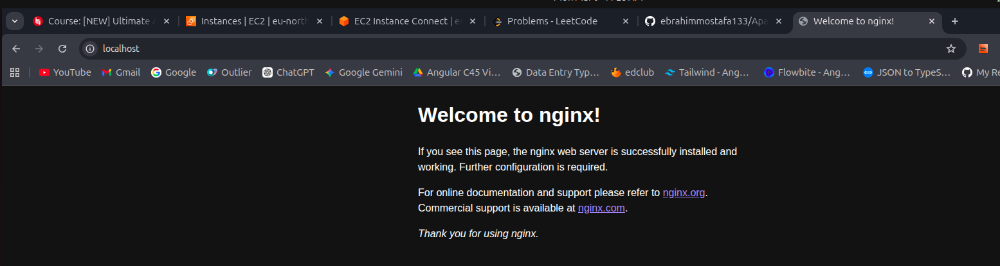 Course: [NEW] Ultimate
Instances | EC2 | eu-north
EC2 Instance Connect |
Problems - LeetCode
ebrahimmostafa133/Apa
Welcome to nginx!
localhost
YouTube
Gmail
Google
Outlier
ChatGPT
Google Gemini
Angular C45 Vi...
Data Entry Typ...
edclub
Tailwind - Ang...
Flowbite - Ang...
JSON to TypeS...
My Re
Welcome to nginx!
If you see this page, the nginx web server is successfully installed and
working. Further configuration is required.
For online documentation and support please refer to nginx.org.
Commercial support is available at nginx.com.
Thank you for using nginx.